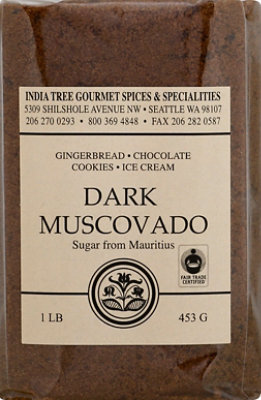 INDIA TREE GOURMET SPICES & SPECIALITIES
5309 SHILSHOLE AVENUE NW • SEATTLE WA 98107
206 270 0293 • 800 369 4848 • FAX 206 282 0587
GINGERBREAD • CHOCOLATE
COOKIES • ICE CREAM
DARK
MUSCOVADO
Sugar from Mauritius
FAIR TRADE
CERTIFIED
1 LB 453 G